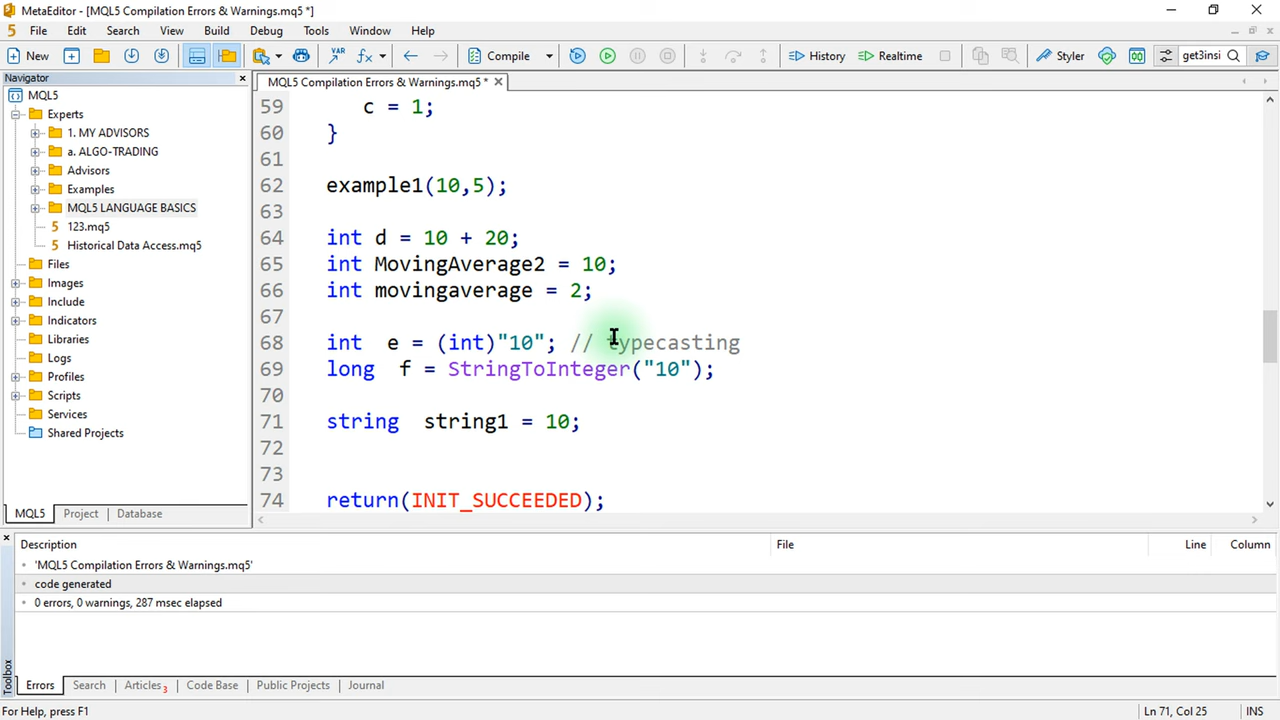 MetaEditor - [MQL5 Compilation Errors & Warnings.mq5 *]
5 File Edit Search View Build Debug Tools Window Help
New Compile History Realtime Styler get3insi
Navigator
MQL5
Experts
1. MY ADVISORS
a. ALGO-TRADING
Advisors
Examples
MQL5 LANGUAGE BASICS
123.mq5
Historical Data Access.mq5
Files
Images
Include
Indicators
Libraries
Logs
Profiles
Scripts
Services
Shared Projects
MQL5 Project Database
MQL5 Compilation Errors & Warnings.mq5 *
59 c = 1;
60 }
61
62 example1(10,5);
63
64 int d = 10 + 20;
65 int MovingAverage2 = 10;
66 int movingaverage = 2;
67
68 int e = (int)"10"; // typecasting
69 long f = StringToInteger("10");
70
71 string string1 = 10;
72
73
74 return(INIT_SUCCEEDED);
Description File Line Column
'MQL5 Compilation Errors & Warnings.mq5'
code generated
0 errors, 0 warnings, 287 msec elapsed
Toolbox
Errors Search Articles 3 Code Base Public Projects Journal
For Help, press F1 Ln 71, Col 25 INS